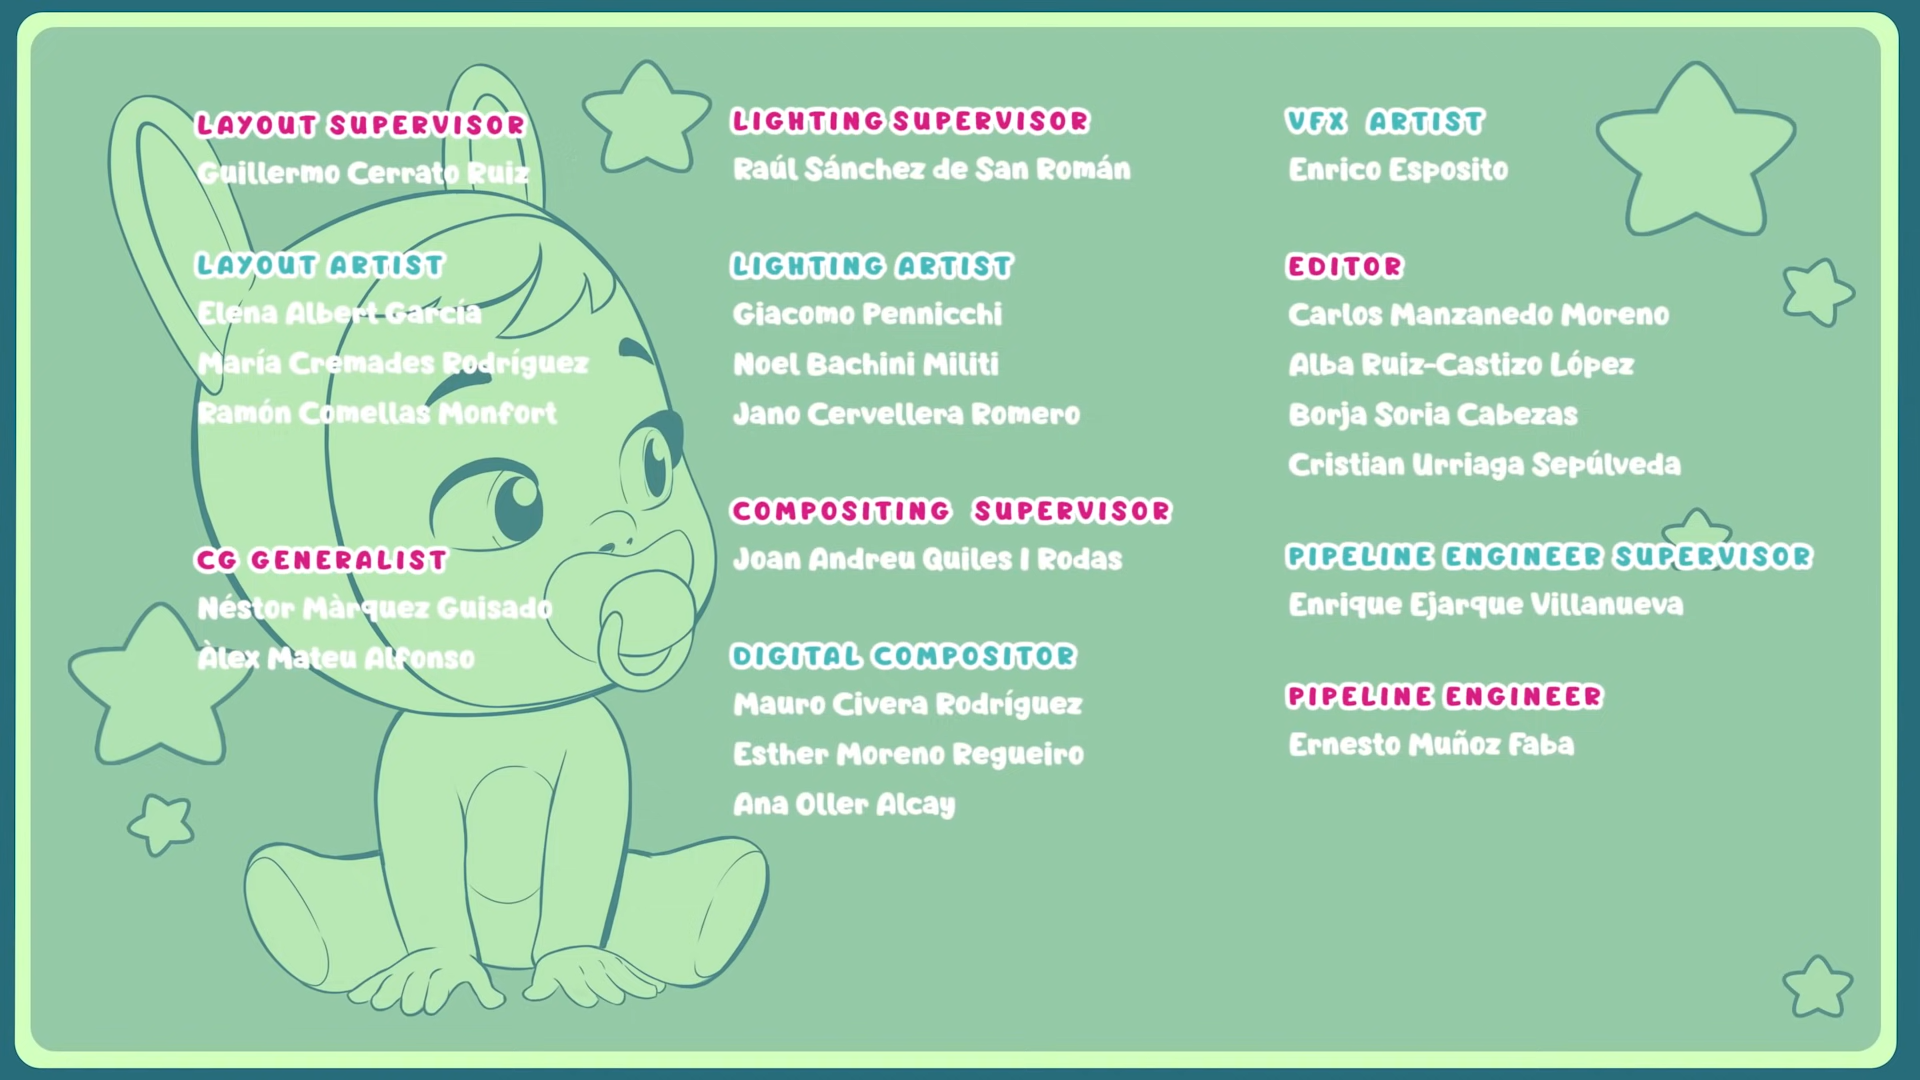 LAYOUT SUPERVISOR
Guillermo Cerrato Ruiz
LAYOUT ARTIST
Elena Albert García
María Cremades Rodríguez
Ramón Comellas Monfort
CG GENERALIST
Néstor Màrquez Guisado
Àlex Mateu Alfonso
LIGHTING SUPERVISOR
Raúl Sánchez de San Román
LIGHTING ARTIST
Giacomo Pennicchi
Noel Bachini Militi
Jano Cervellera Romero
COMPOSITING SUPERVISOR
Joan Andreu Quiles I Rodas
DIGITAL COMPOSITOR
Mauro Civera Rodríguez
Esther Moreno Regueiro
Ana Oller Alcay
VFX ARTIST
Enrico Esposito
EDITOR
Carlos Manzanedo Moreno
Alba Ruiz-Castizo López
Borja Soria Cabezas
Cristian Urriaga Sepúlveda
PIPELINE ENGINEER SUPERVISOR
Enrique Ejarque Villanueva
PIPELINE ENGINEER
Ernesto Muñoz Faba